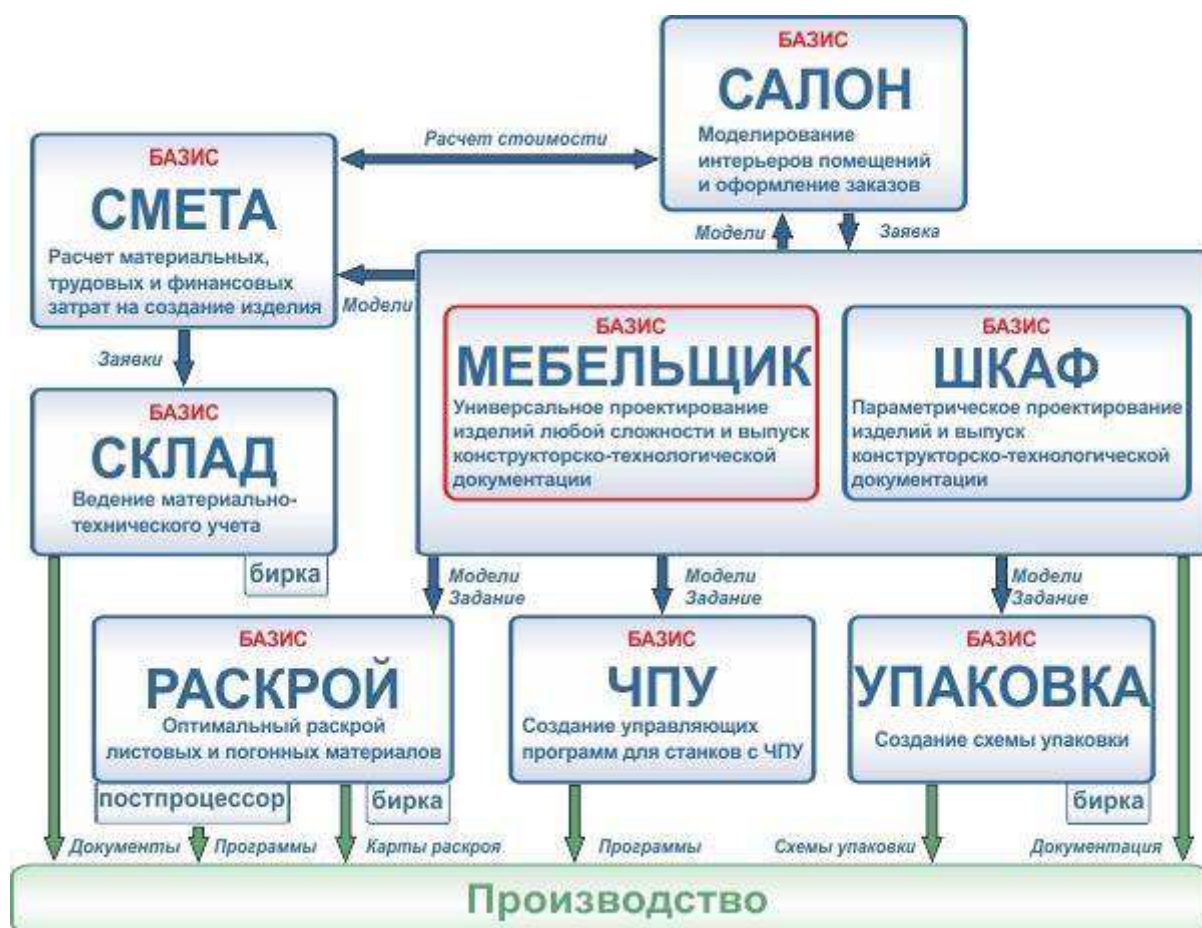 БАЗИС
САЛОН
Моделирование
интерьеров помещений
и оформление заказов
Расчет стоимости
БАЗИС
СМЕТА
Расчет материальных,
трудовых и финансовых
затрат на создание изделия
Модели
Заявка
Модели
БАЗИС
МЕБЕЛЬЩИК
Универсальное проектирование
изделий любой сложности и выпуск
конструкторско-технологической
документации
БАЗИС
ШКАФ
Параметрическое проектирование
изделий и выпуск
конструкторско-технологической
документации
Заявки
БАЗИС
СКЛАД
Ведение материально-
технического учета
бирка
Модели
Задание
Модели
Задание
Модели
Задание
БАЗИС
РАСКРОЙ
Оптимальный раскрой
листовых и погонных материалов
постпроцессор
бирка
БАЗИС
ЧПУ
Создание управляющих
программ для станков с ЧПУ
БАЗИС
УПАКОВКА
Создание схемы упаковки
бирка
Документы
Программы
Карты раскроя
Программы
Схемы упаковки
Документация
Производство